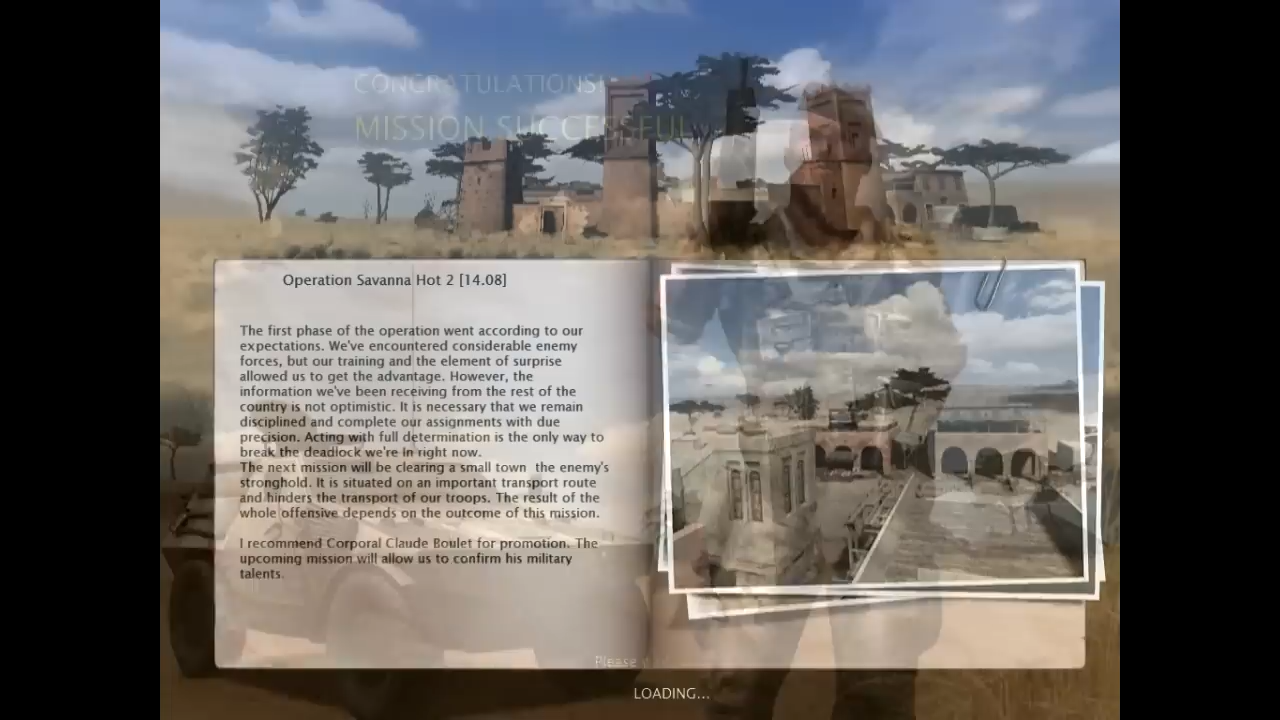 CONGRATULATIONS!
MISSION SUCCESSFUL
Operation Savanna Hot 2 [14.08]
The first phase of the operation went according to our
expectations. We've encountered considerable enemy
forces, but our training and the element of surprise
allowed us to get the advantage. However, the
information we've been receiving from the rest of the
country is not optimistic. It is necessary that we remain
disciplined and complete our assignments with due
precision. Acting with full determination is the only way to
break the deadlock we're in right now.
The next mission will be clearing a small town the enemy's
stronghold. It is situated on an important transport route
and hinders the transport of our troops. The result of the
whole offensive depends on the outcome of this mission.
I recommend Corporal Claude Boulet for promotion. The
upcoming mission will allow us to confirm his military
talents.
Please
LOADING...